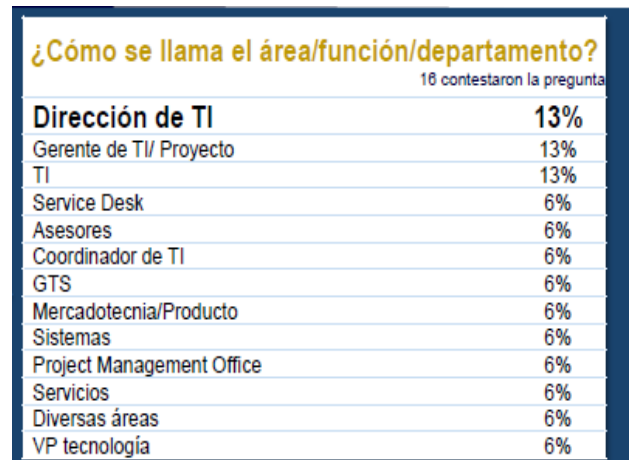 ¿Cómo se llama el área/función/departamento?
16 contestaron la pregunta
Dirección de TI 13%
Gerente de TI/ Proyecto 13%
TI 13%
Service Desk 6%
Asesores 6%
Coordinador de TI 6%
GTS 6%
Mercadotecnia/Producto 6%
Sistemas 6%
Project Management Office 6%
Servicios 6%
Diversas áreas 6%
VP tecnología 6%